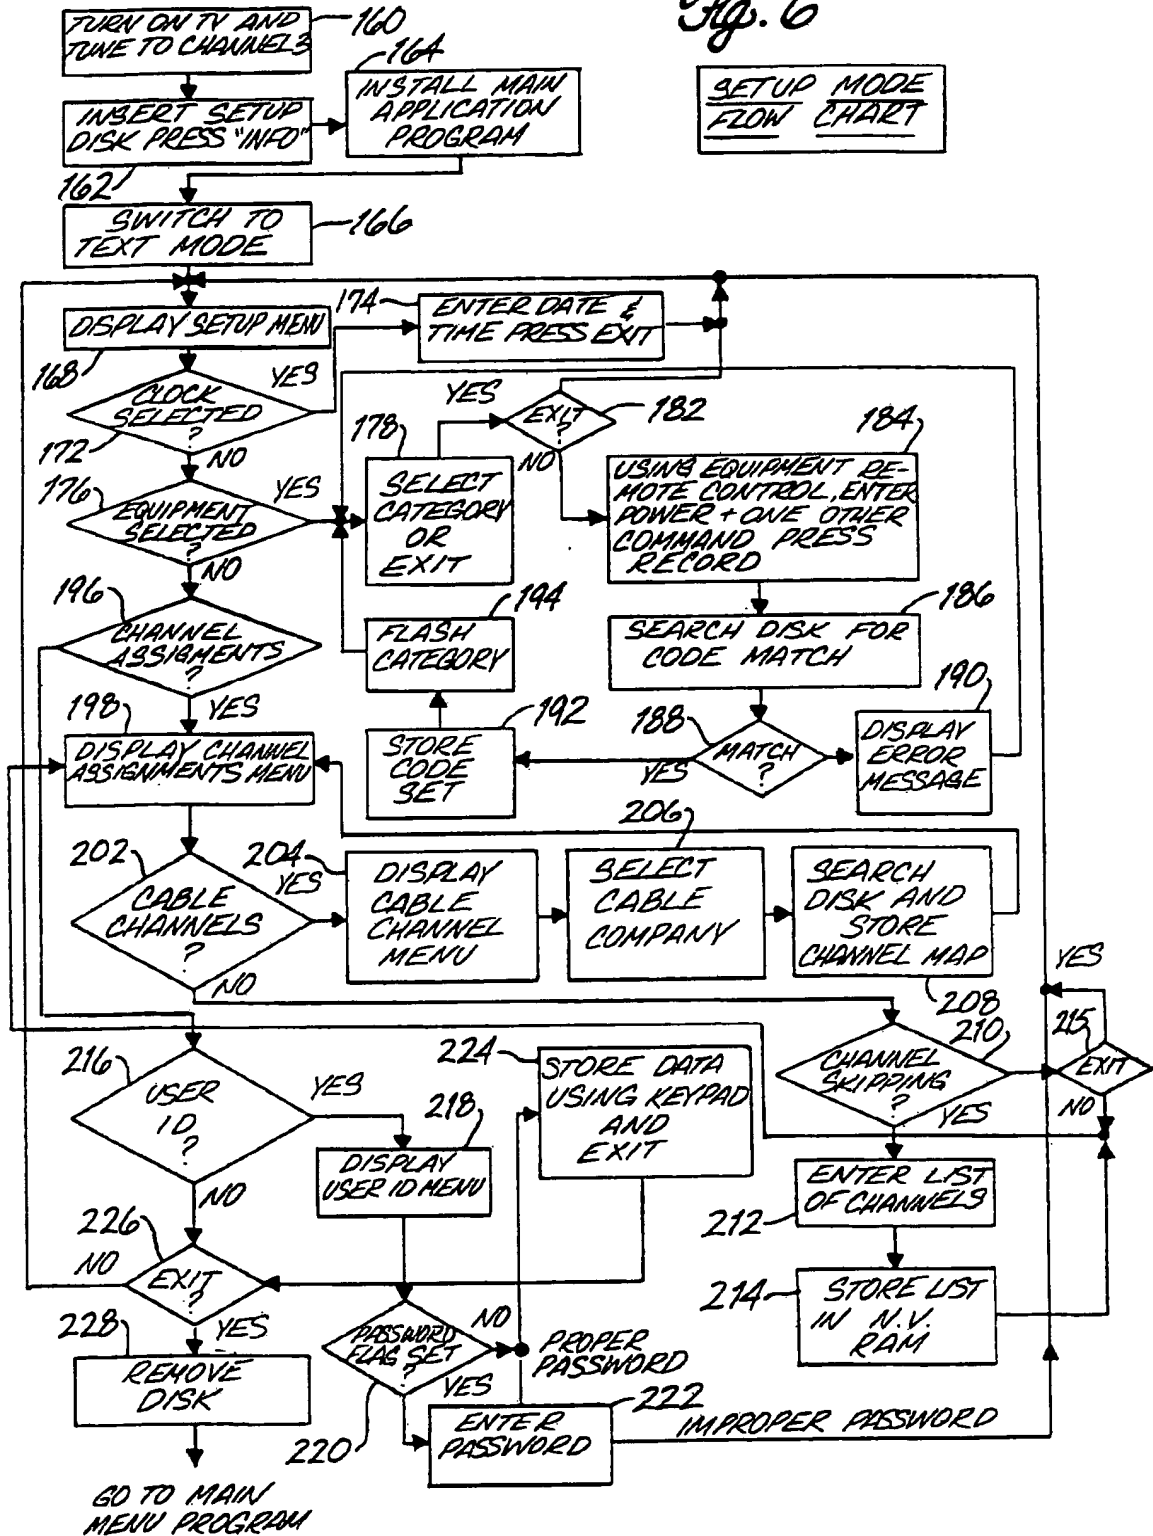 Fig. 6
SETUP MODE
FLOW CHART
TURN ON TV AND
TUNE TO CHANNEL 3
160
INSERT SETUP
DISK PRESS "INFO"
162
164
INSTALL MAIN
APPLICATION
PROGRAM
SWITCH TO
TEXT MODE
166
DISPLAY SETUP MENU
168
174
ENTER DATE &
TIME PRESS EXIT
CLOCK
SELECTED
?
YES
172
NO
176
EQUIPMENT
SELECTED
?
YES
NO
178
SELECT
CATEGORY
OR
EXIT
YES
EXIT
?
182
NO
184
USING EQUIPMENT RE-
MOTE CONTROL, ENTER
POWER + ONE OTHER
COMMAND PRESS
RECORD
186
SEARCH DISK FOR
CODE MATCH
188
MATCH
?
YES
190
DISPLAY
ERROR
MESSAGE
192
STORE
CODE
SET
194
FLASH
CATEGORY
196
CHANNEL
ASSIGMENTS
?
YES
198
DISPLAY CHANNEL
ASSIGNMENTS MENU
202
CABLE
CHANNELS
?
YES
NO
204
DISPLAY
CABLE
CHANNEL
MENU
206
SELECT
CABLE
COMPANY
SEARCH
DISK AND
STORE
CHANNEL MAP
208
210
CHANNEL
SKIPPING
?
YES
YES
215
EXIT
NO
ENTER LIST
OF CHANNELS
212
214
STORE LIST
IN N.V.
RAM
216
USER
ID
?
YES
NO
218
DISPLAY
USER ID MENU
224
STORE DATA
USING KEYPAD
AND
EXIT
226
NO
EXIT
?
YES
228
REMOVE
DISK
PASSWORD
FLAG SET
?
NO
YES
220
PROPER
PASSWORD
222
ENTER
PASSWORD
IMPROPER PASSWORD
GO TO MAIN
MENU PROGRAM